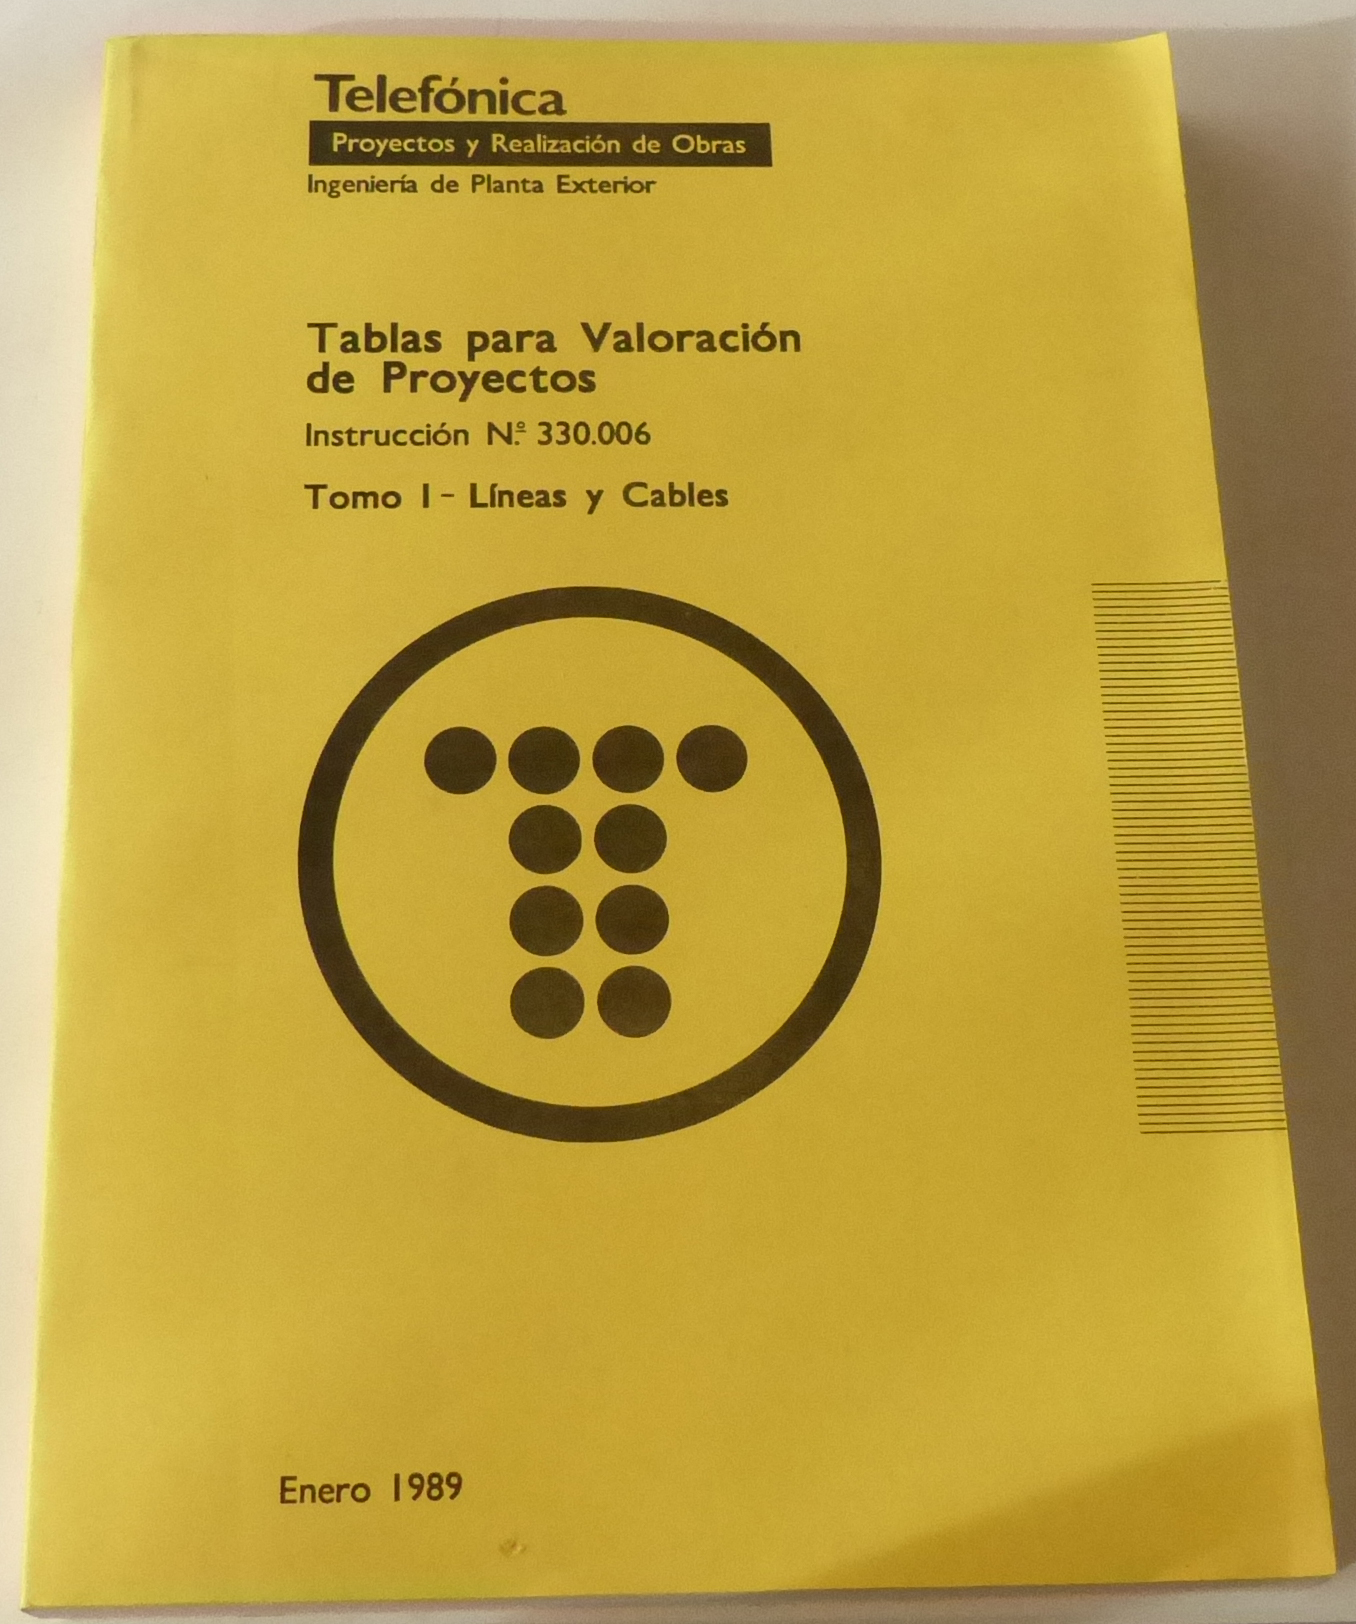 Telefónica
Proyectos y Realización de Obras
Ingeniería de Planta Exterior
Tablas para Valoración
de Proyectos
Instrucción N.º 330.006
Tomo I - Líneas y Cables
Enero 1989